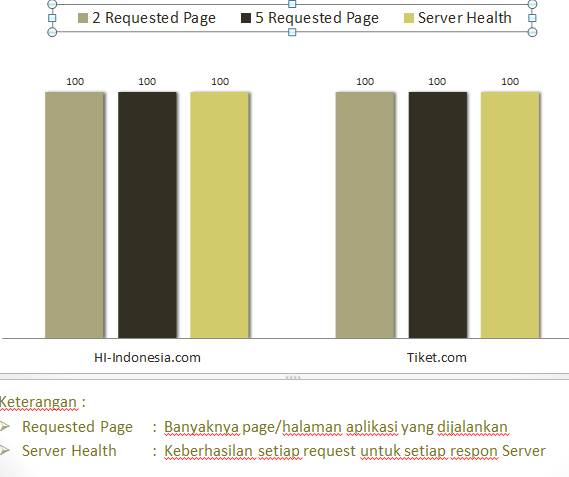 2 Requested Page 5 Requested Page Server Health
100 100 100 100 100 100
HI-Indonesia.com Tiket.com
Keterangan :
Requested Page : Banyaknya page/halaman aplikasi yang dijalankan
Server Health : Keberhasilan setiap request untuk setiap respon Server